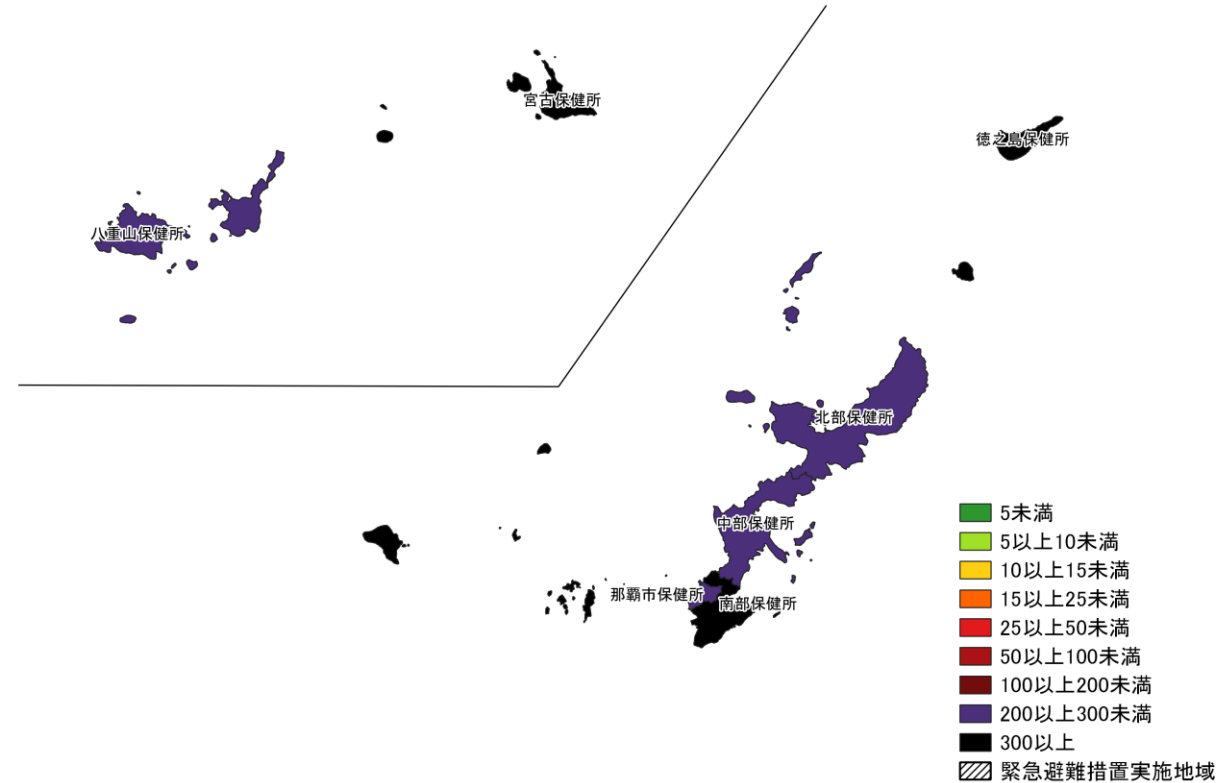 宮古保健所
徳之島保健所
八重山保健所
北部保健所
中部保健所
那覇市保健所
南部保健所
5未満
5以上10未満
10以上15未満
15以上25未満
25以上50未満
50以上100未満
100以上200未満
200以上300未満
300以上
緊急避難措置実施地域